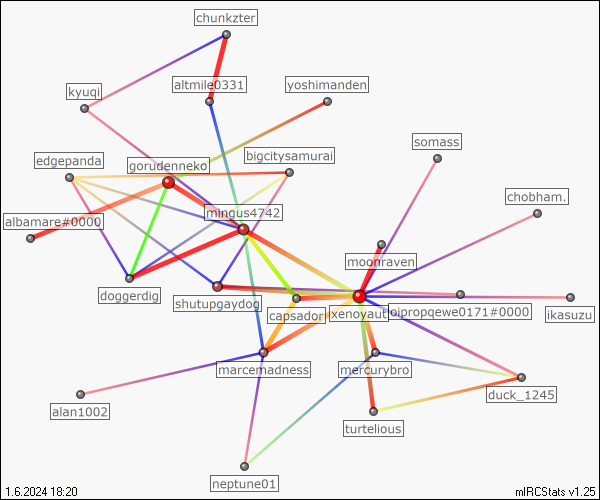 chunkzter
altmile0331
yoshimanden
kyuqi
somass
bigcitysamurai
edgepanda
gorudenneko
chobham.
mingus4742
albamare#0000
moonraven
doggerdig
shutupgaydog
capsador
xenoyaut
pipropqewe0171#0000
ikasuzu
marcemadness
mercurybro
duck_1245
alan1002
turtelious
neptune01
1.6.2024 18:20
mIRCStats v1.25